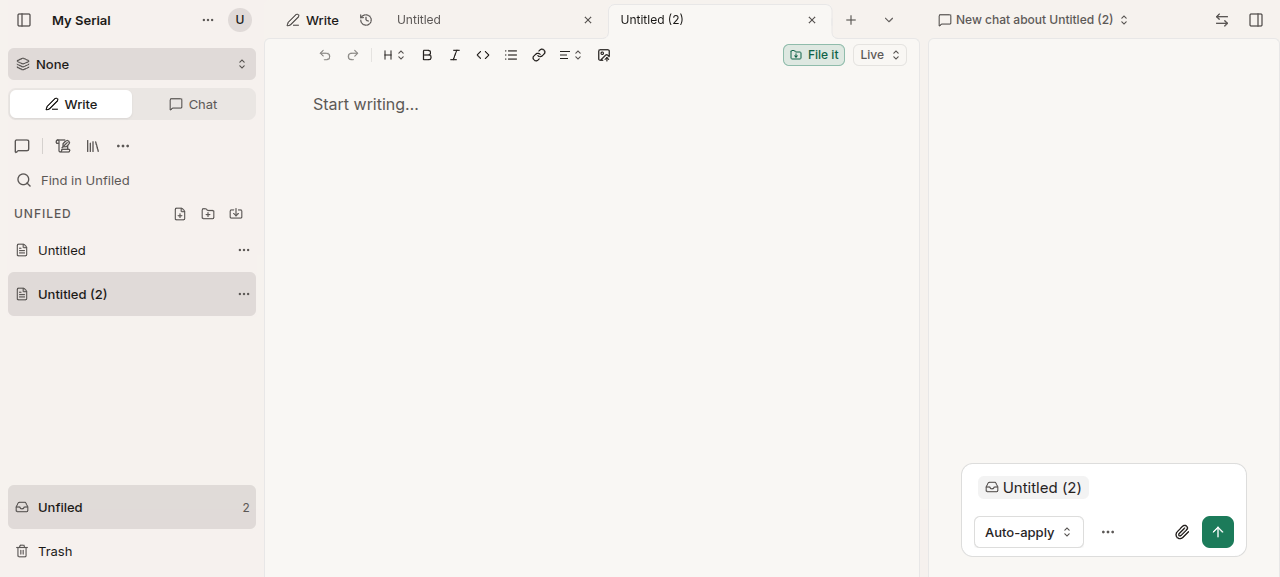 My Serial
U
None
Write
Chat
Find in Unfiled
UNFILED
Untitled
Untitled (2)
Unfiled
2
Trash
Write
Untitled
Untitled (2)
H
B
I
File it
Live
Start writing...
New chat about Untitled (2)
Untitled (2)
Auto-apply